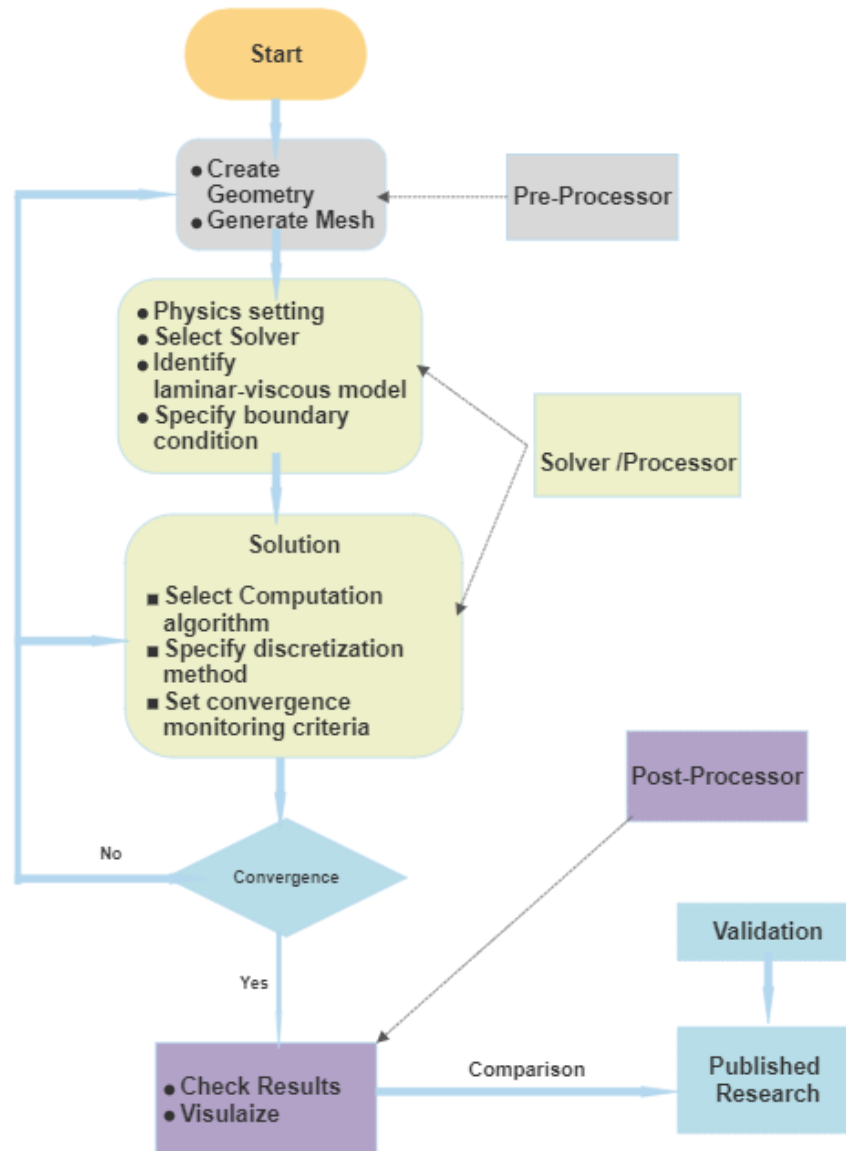 Start
● Create
Geometry
● Generate Mesh
Pre-Processor
● Physics setting
● Select Solver
● Identify
laminar-viscous model
● Specify boundary
condition
Solver /Processor
Solution
■ Select Computation
algorithm
■ Specify discretization
method
■ Set convergence
monitoring criteria
Post-Processor
No
Convergence
Validation
Yes
● Check Results
● Visulaize
Comparison
Published
Research